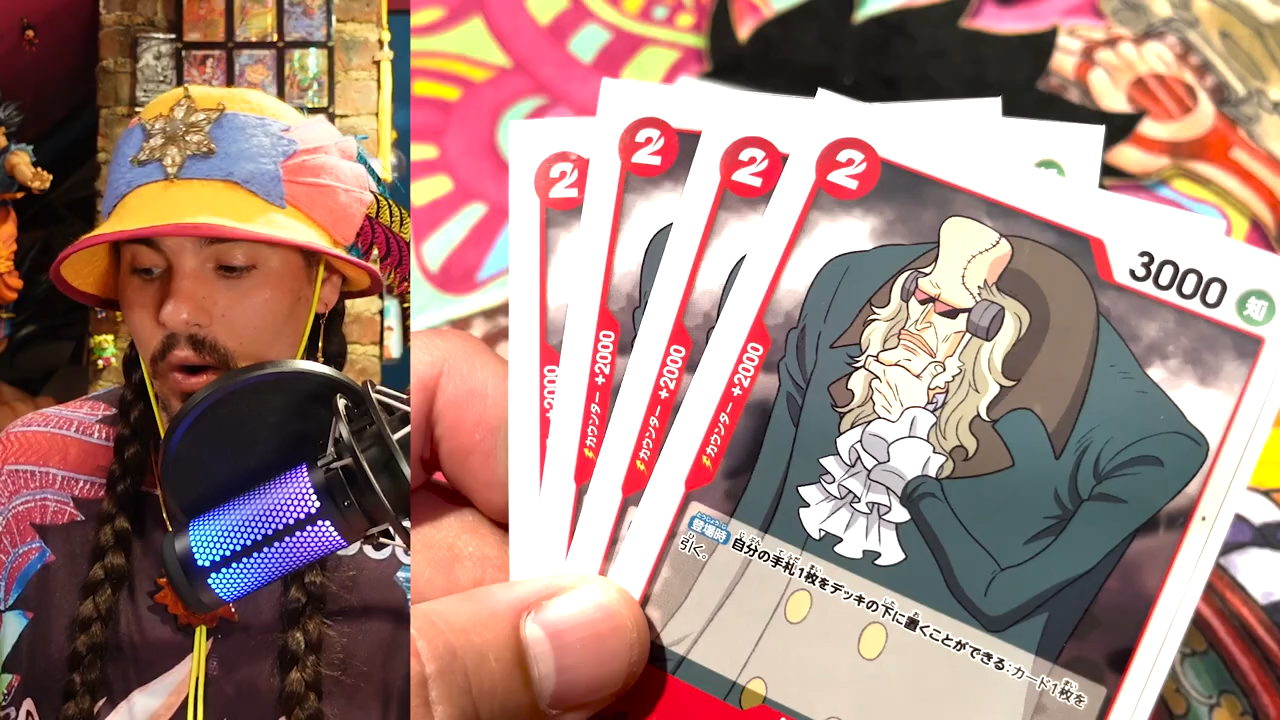 2
2
2
2
3000
知
+2000
カウンター +2000
カウンター +2000
カウンター +2000
登場時 自分の手札1枚をデッキの下に置くことができる：カード1枚を
引く。